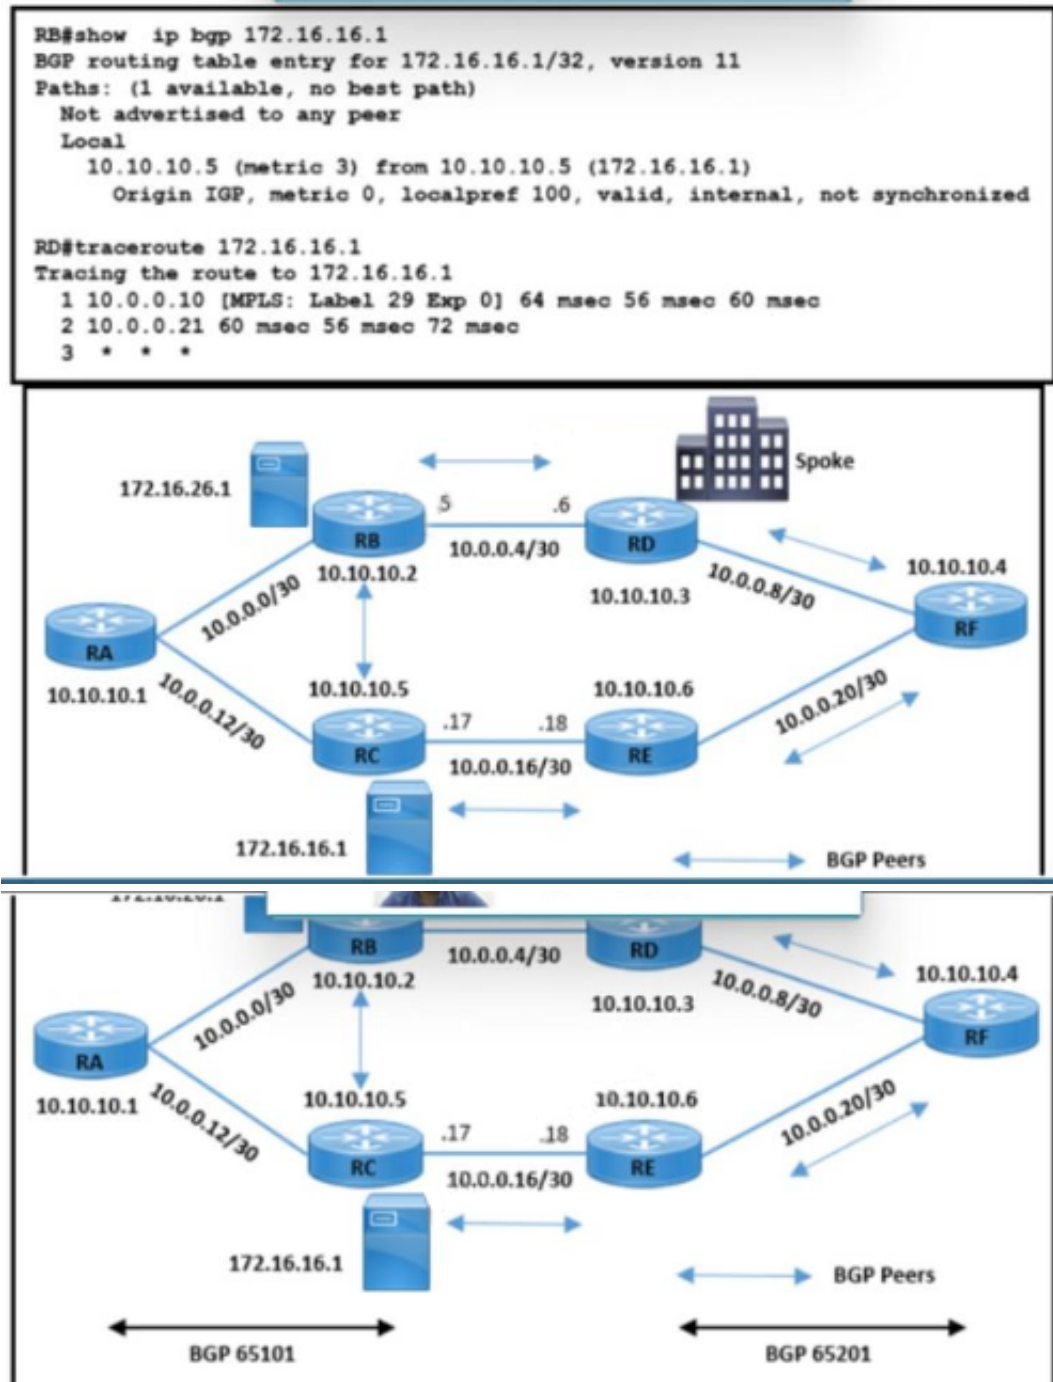 RB#show ip bgp 172.16.16.1
BGP routing table entry for 172.16.16.1/32, version 11
Paths: (1 available, no best path)
Not advertised to any peer
Local
10.10.10.5 (metric 3) from 10.10.10.5 (172.16.16.1)
Origin IGP, metric 0, localpref 100, valid, internal, not synchronized
RD#traceroute 172.16.16.1
Tracing the route to 172.16.16.1
1 10.0.0.10 [MPLS: Label 29 Exp 0] 64 msec 56 msec 60 msec
2 10.0.0.21 60 msec 56 msec 72 msec
3 * * *
Spoke
172.16.26.1
.5
.6
RB
10.0.0.4/30
RD
10.10.10.2
10.10.10.3
10.0.0.8/30
10.10.10.4
RF
10.0.0.0/30
RA
10.10.10.1
10.0.0.12/30
10.10.10.5
10.10.10.6
10.0.0.20/30
.17
.18
RC
10.0.0.16/30
RE
172.16.16.1
BGP Peers
RB
10.0.0.4/30
RD
10.10.10.2
10.10.10.3
10.0.0.8/30
10.10.10.4
RF
10.0.0.0/30
RA
10.10.10.1
10.0.0.12/30
10.10.10.5
10.10.10.6
10.0.0.20/30
.17
.18
RC
10.0.0.16/30
RE
172.16.16.1
BGP Peers
BGP 65101
BGP 65201